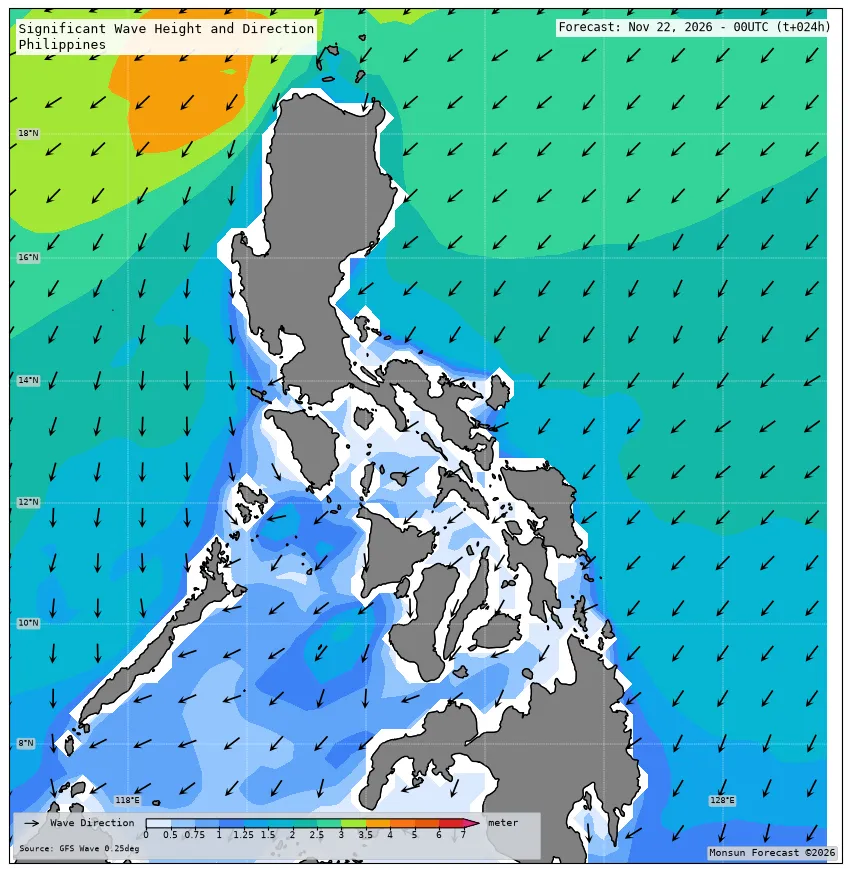 Significant Wave Height and Direction
Philippines
Forecast: Nov 22, 2026 - 00UTC (t+024h)
18°N
16°N
14°N
12°N
10°N
8°N
118°E
128°E
Wave Direction
0 0.5 0.75 1 1.25 1.5 2 2.5 3 3.5 4 5 6 7
meter
Source: GFS Wave 0.25deg
Monsun Forecast ©2026